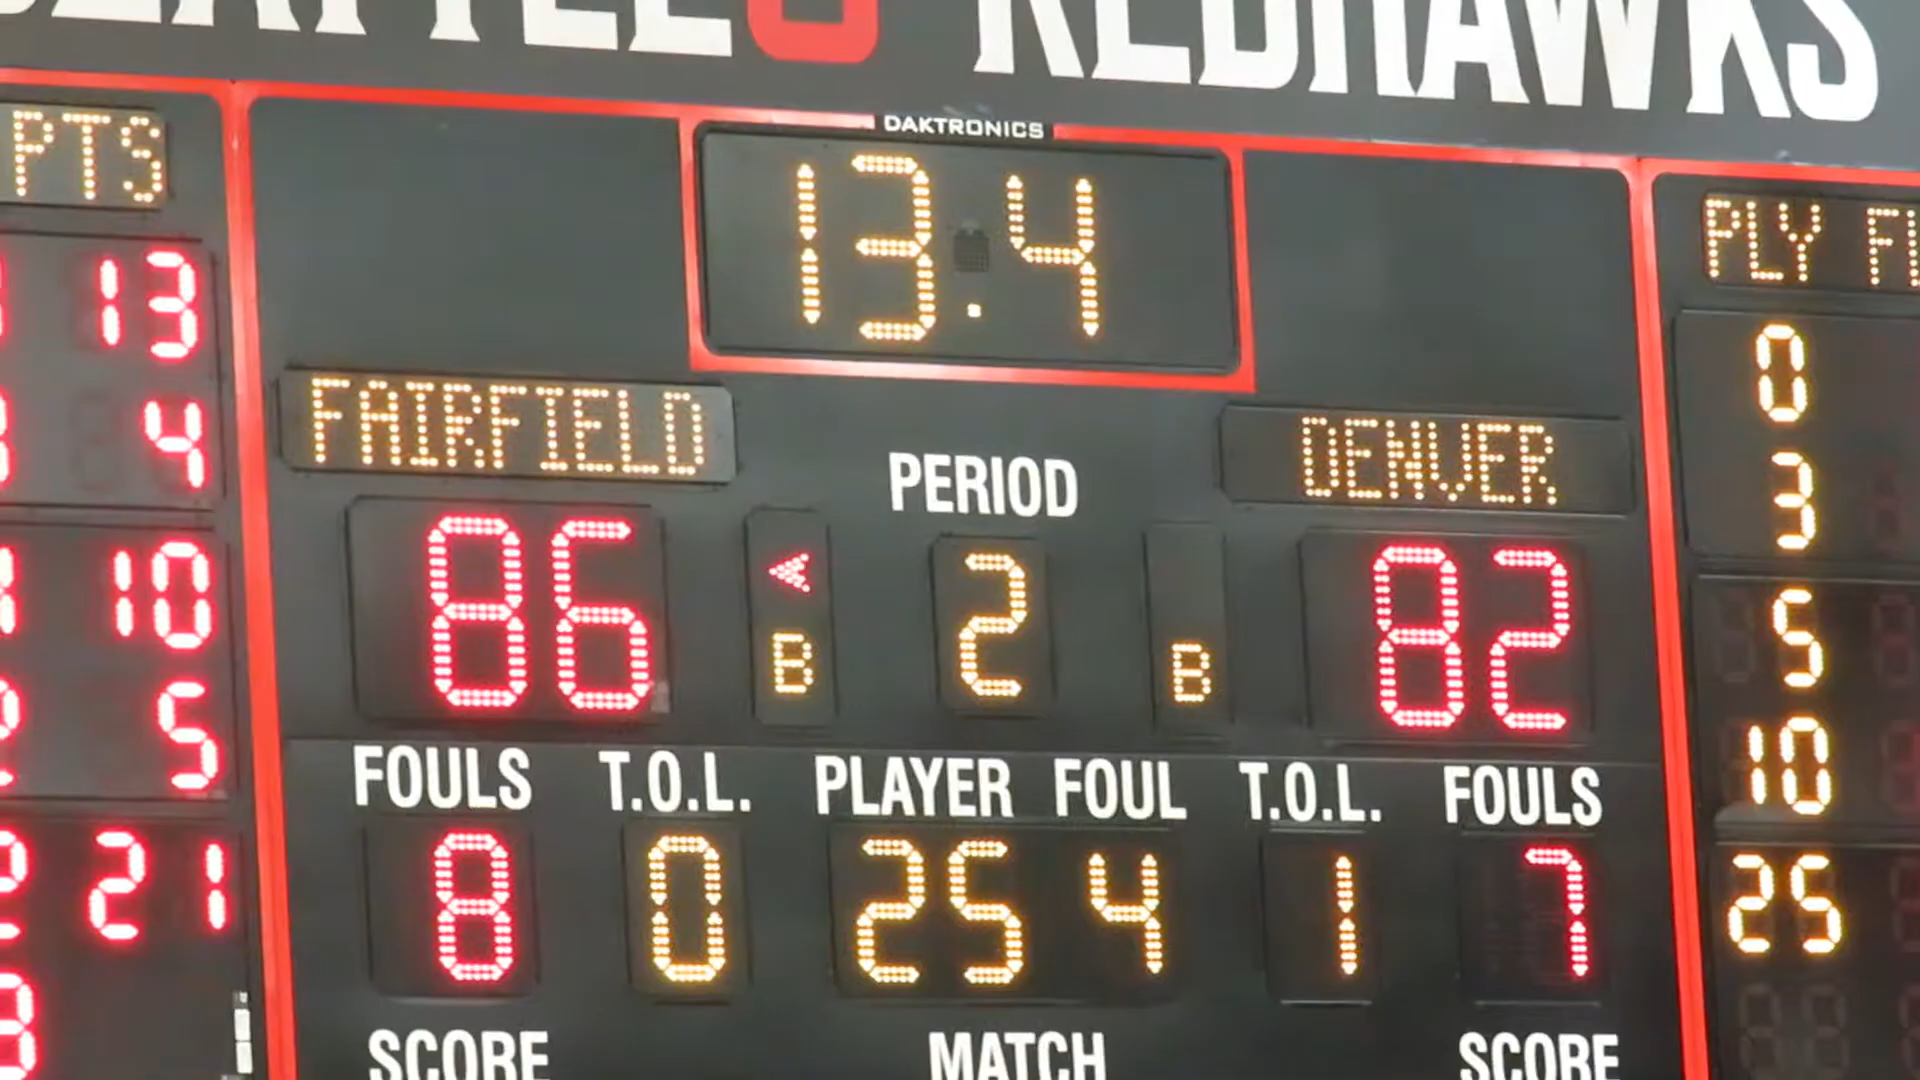 REDHAWKS
DAKTRONICS
PTS
13.4
PLY
13
0
4
FAIRFIELD
PERIOD
DENVER
3
86
B
2
B
82
10
5
5
10
FOULS
T.O.L.
PLAYER FOUL
T.O.L.
FOULS
21
8
0
25 4
1
7
25
SCORE
MATCH
SCORE